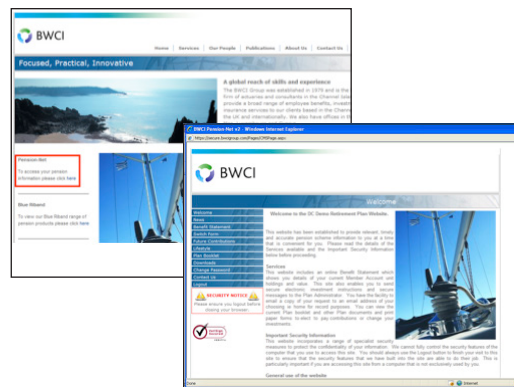 BWCI
Home | Services | Our People | Publications | About Us | Contact Us
Focused, Practical, Innovative
A global reach of skills and experience
The BWCI Group was established in 1979 and is the
firm of actuaries and consultants in the Channel
provide a broad range of employee benefits,
insurance services to our clients based in the
UK and internationally. We also have offices in
Pension-Net
To access your pension
information please click here
Blue Riband
To view our Blue Riband range of
pension products please click here
BWCI Pension-Net v2 - Windows Internet Explorer
BWCI
Welcome
Welcome
News
Benefit Statement
Switch Form
Future Contributions
Lifestyle
Plan Booklet
Downloads
Change Password
Contact Us
Logout
SECURITY NOTICE
Please ensure you logout before
closing your browser.
Welcome to the DC Demo Retirement Plan Website.
This website has been established to provide relevant, timely
and accurate pension scheme information to you at a time
that is convenient for you. Please read the details of the
Services available and the Important Security Information
below before proceeding.
Services
This website includes an online Benefit Statement which
shows you details of your current Member Account and
holdings and value. This site also enables you to send
secure electronic investment instructions and secure
messages to the Plan Administrator. You have the facility to
email a copy of your request to an email address of your
choosing as home for record purposes. You can view the
current Plan booklet and other Plan documents and print
paper forms to elect to pay contributions or change your
investments.
Important Security Information
This website incorporates a range of specialist security
measures to protect the confidentiality of your information. We cannot fully control the security features of the
computer that you use to access this site. You should always use the Logout button to finish your visit to this
site to ensure that the security features that we have built into the site are able to do their job. This is
particularly important if you are accessing this site from a computer that is not exclusively used by you.
General use of the website
Done
Internet